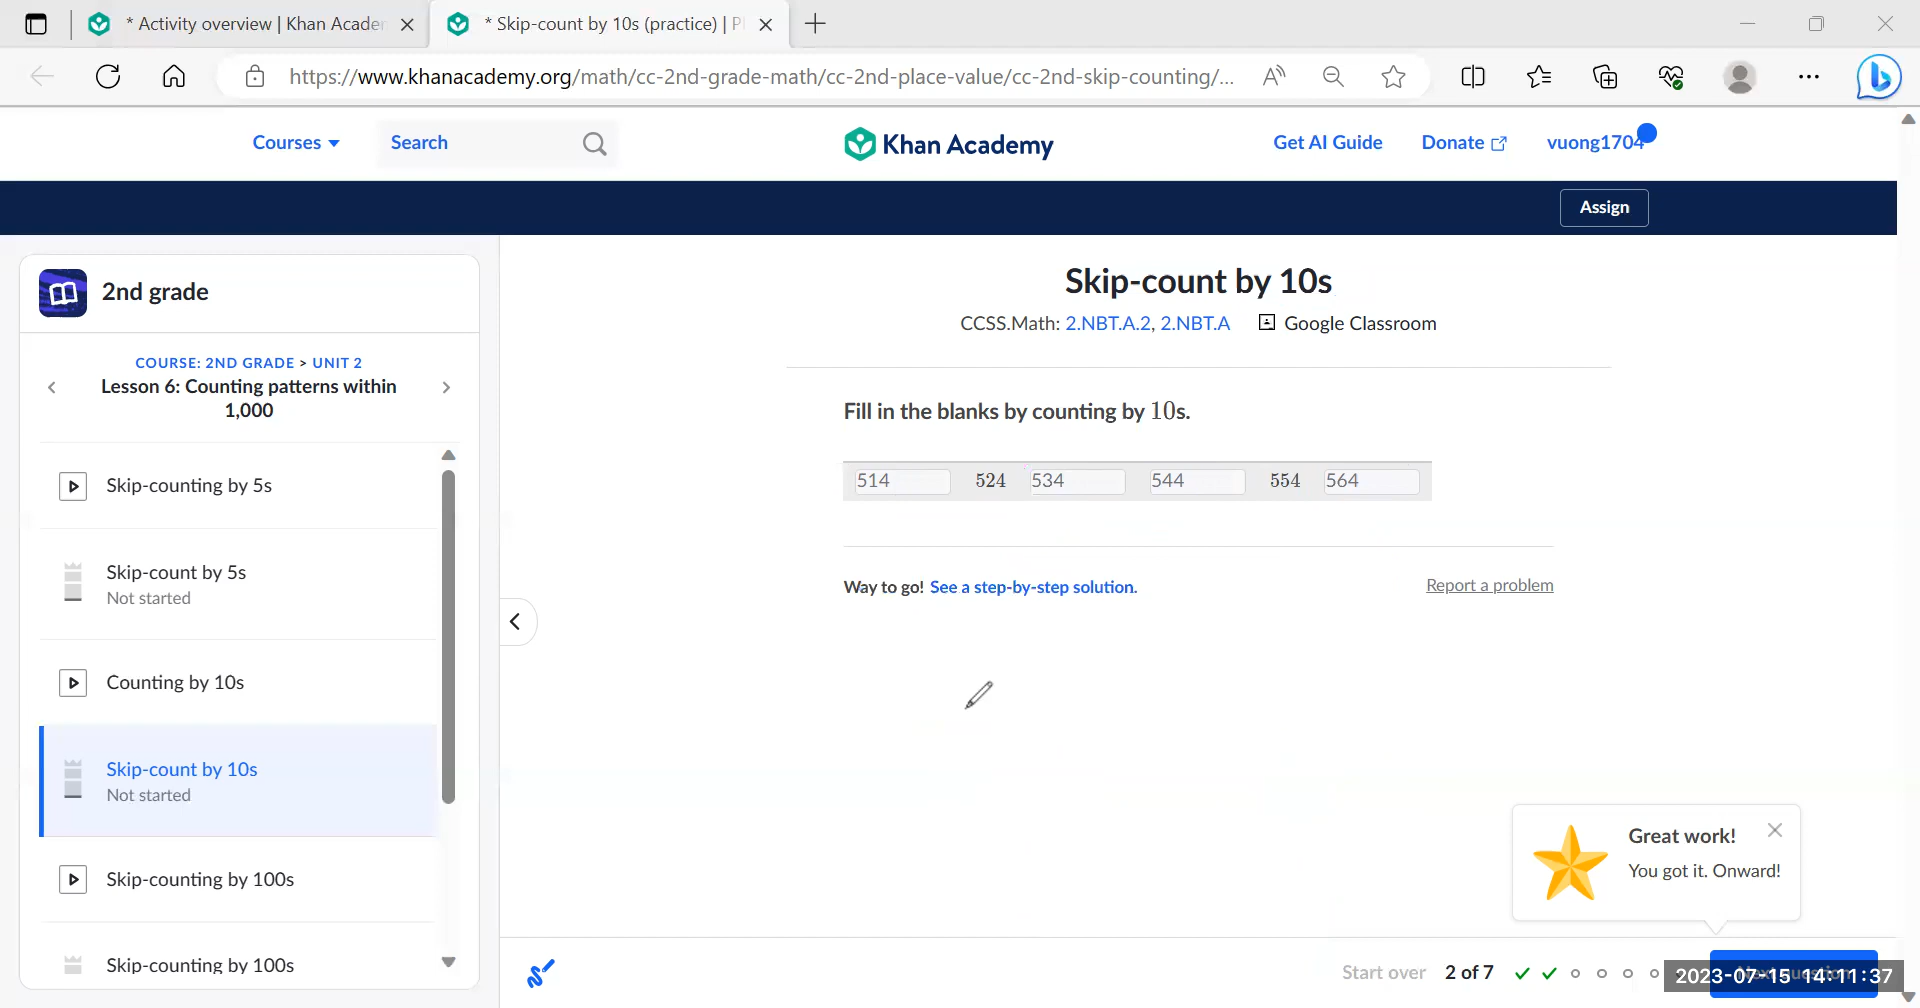 * Activity overview | Khan Acade
* Skip-count by 10s (practice) | P
https://www.khanacademy.org/math/cc-2nd-grade-math/cc-2nd-place-value/cc-2nd-skip-counting/...
Courses
Search
Khan Academy
Get AI Guide
Donate
vuong1704
Assign
2nd grade
COURSE: 2ND GRADE > UNIT 2
Lesson 6: Counting patterns within
1,000
Skip-counting by 5s
Skip-count by 5s
Not started
Counting by 10s
Skip-count by 10s
Not started
Skip-counting by 100s
Skip-counting by 100s
Skip-count by 10s
CCSS.Math: 2.NBT.A.2, 2.NBT.A Google Classroom
Fill in the blanks by counting by 10s.
514 524 534 544 554 564
Way to go! See a step-by-step solution.
Report a problem
Great work!
You got it. Onward!
Start over 2 of 7
2023-07-15 14:11:37